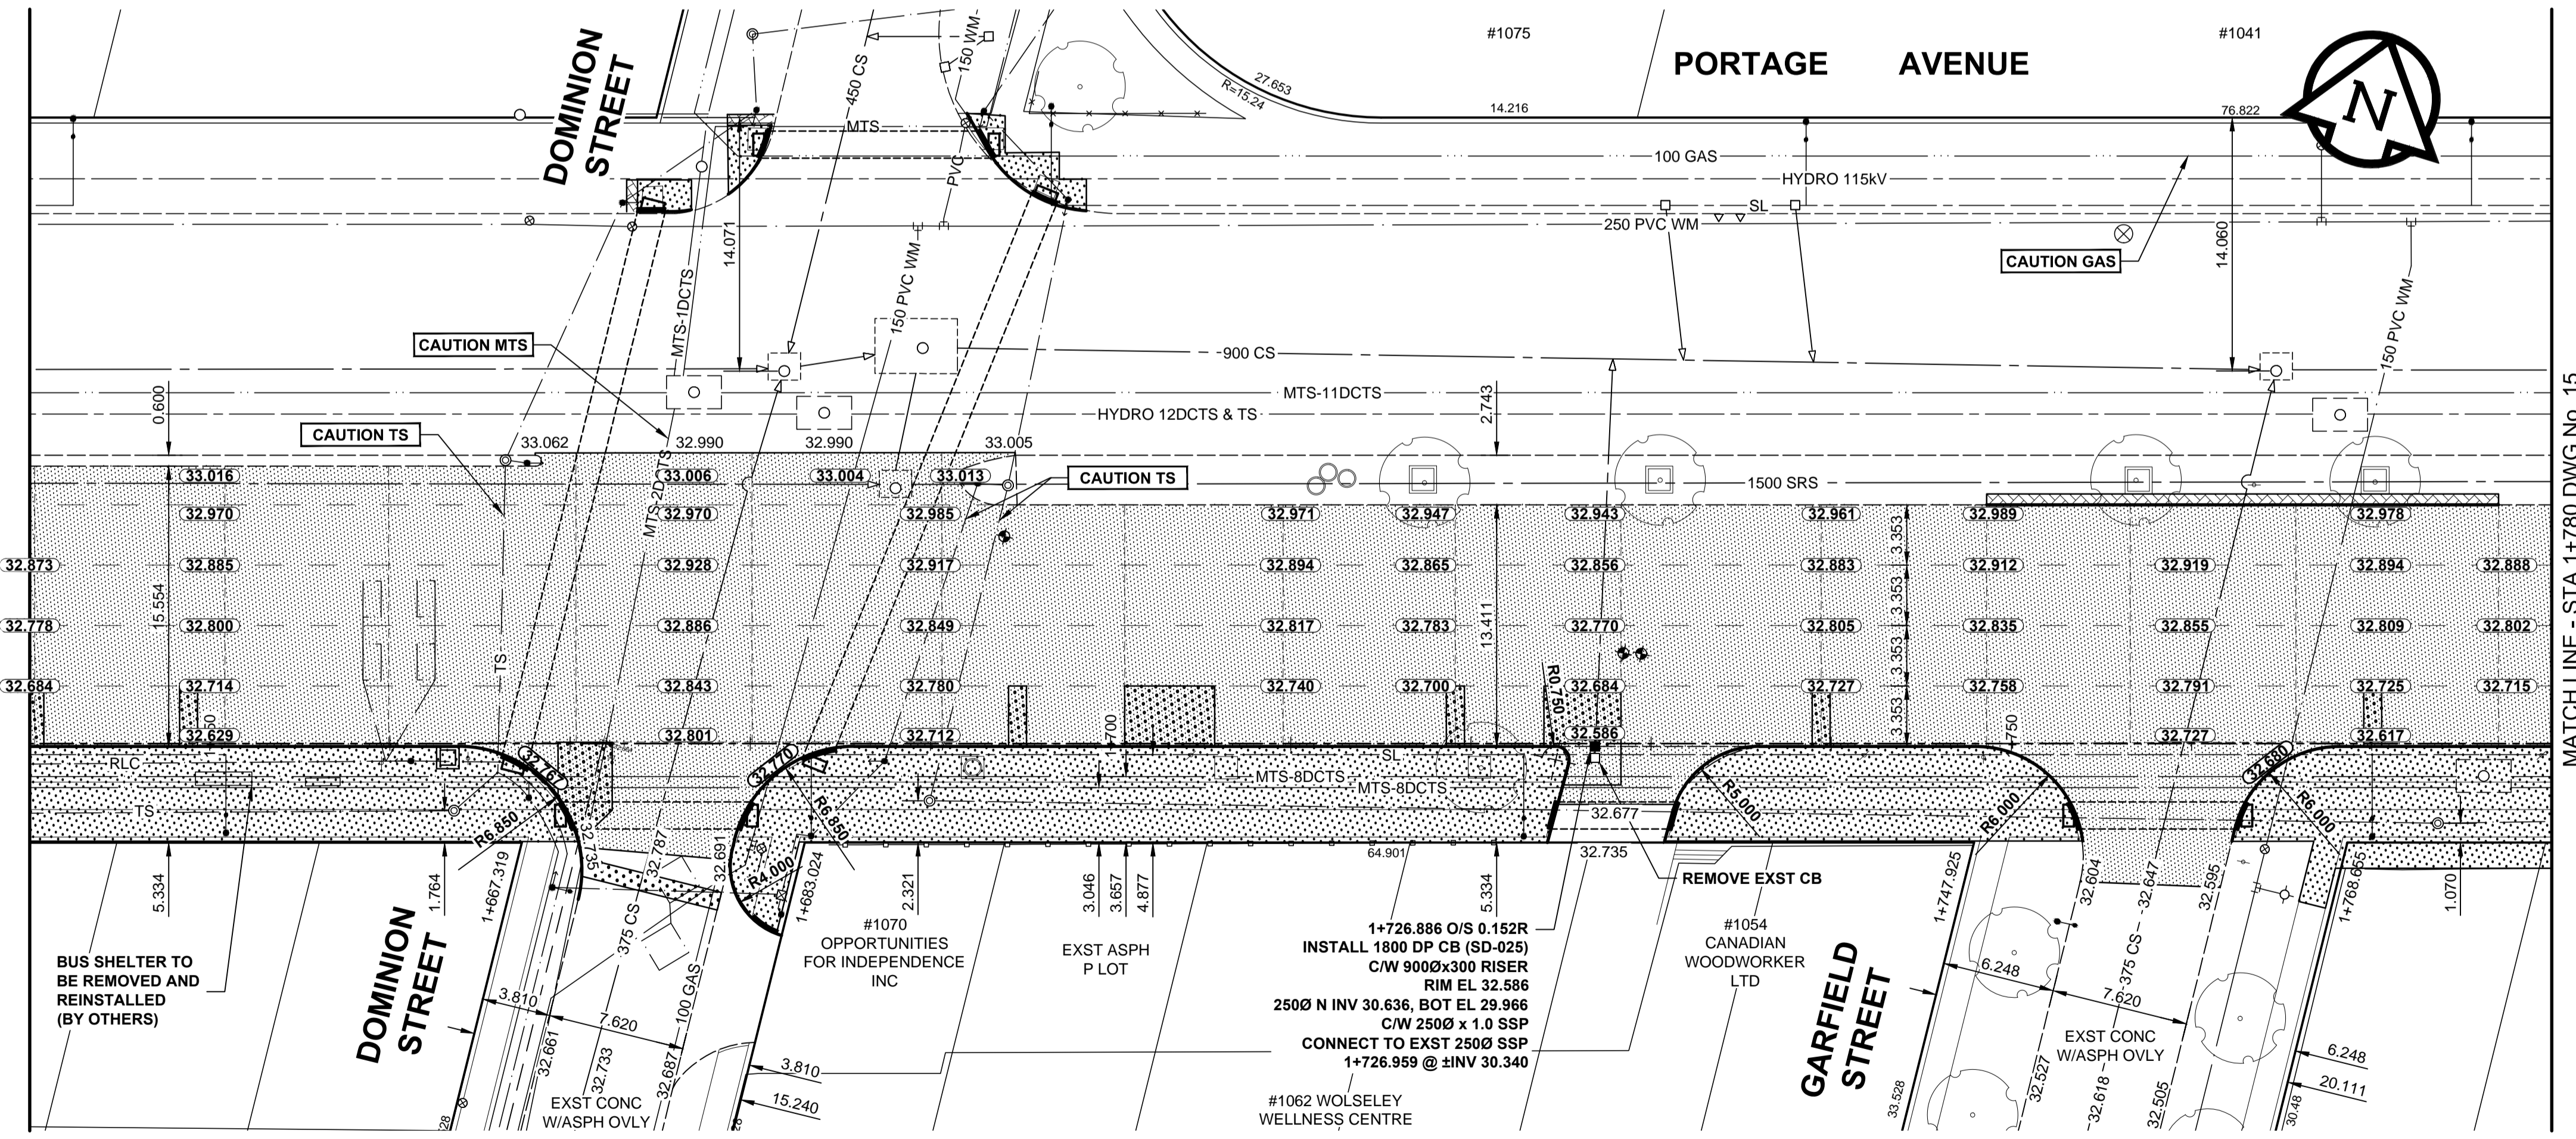 #1075
#1041
PORTAGE AVENUE
N
DOMINION
STREET
450 CS
150 WM
27.653
R=15.24
14.216
76.822
MTS
PVC
100 GAS
HYDRO 115kV
SL
250 PVC WM
14.071
14.060
CAUTION GAS
MTS-1DCTS
150 PVC WM
150 PVC WM
CAUTION MTS
900 CS
MTS-11DCTS
HYDRO 12DCTS & TS
2.743
0.600
CAUTION TS
33.062
32.990
32.990
33.005
CAUTION TS
33.016
33.006
33.004
33.013
1500 SRS
MTS-2DCTS
32.970
32.970
32.985
32.971
32.947
32.943
32.961
32.989
32.978
3.353
32.873
32.885
32.928
32.917
32.894
32.865
32.856
32.883
32.912
32.919
32.894
32.888
15.554
13.411
3.353
32.778
32.800
32.886
32.849
32.817
32.783
32.770
32.805
32.835
32.855
32.809
32.802
TS
3.353
32.684
32.714
32.843
32.780
32.740
32.700
R0.750
32.684
32.727
32.758
32.791
32.725
32.715
3.353
32.629
32.801
32.712
1+700
32.586
1+750
32.727
32.617
MATCH LINE - STA 1+780 DWG No. 15
RLC
32.767
32.770
SL
MTS-8DCTS
MTS-8DCTS
32.680
TS
R6.850
R6.850
R5.000
R6.000
R6.000
32.677
32.735
32.787
32.691
R4.000
64.901
32.735
5.334
1.764
1+667.319
1+683.024
2.321
3.046
3.657
4.877
5.334
REMOVE EXST CB
1+747.925
32.604
32.647
32.595
1+768.655
1.070
BUS SHELTER TO
BE REMOVED AND
REINSTALLED
(BY OTHERS)
DOMINION
STREET
375 CS
100 GAS
3.810
7.620
32.661
32.733
32.687
3.810
15.240
EXST CONC
W/ASPH OVLY
#1070
OPPORTUNITIES
FOR INDEPENDENCE
INC
EXST ASPH
P LOT
1+726.886 O/S 0.152R
INSTALL 1800 DP CB (SD-025)
C/W 900Øx300 RISER
RIM EL 32.586
250Ø N INV 30.636, BOT EL 29.966
C/W 250Ø x 1.0 SSP
CONNECT TO EXST 250Ø SSP
1+726.959 @ ±INV 30.340
#1062 WOLSELEY
WELLNESS CENTRE
#1054
CANADIAN
WOODWORKER
LTD
GARFIELD
STREET
6.248
375 CS
7.620
EXST CONC
W/ASPH OVLY
6.248
20.111
33.528
32.527
32.618
32.505
30.48